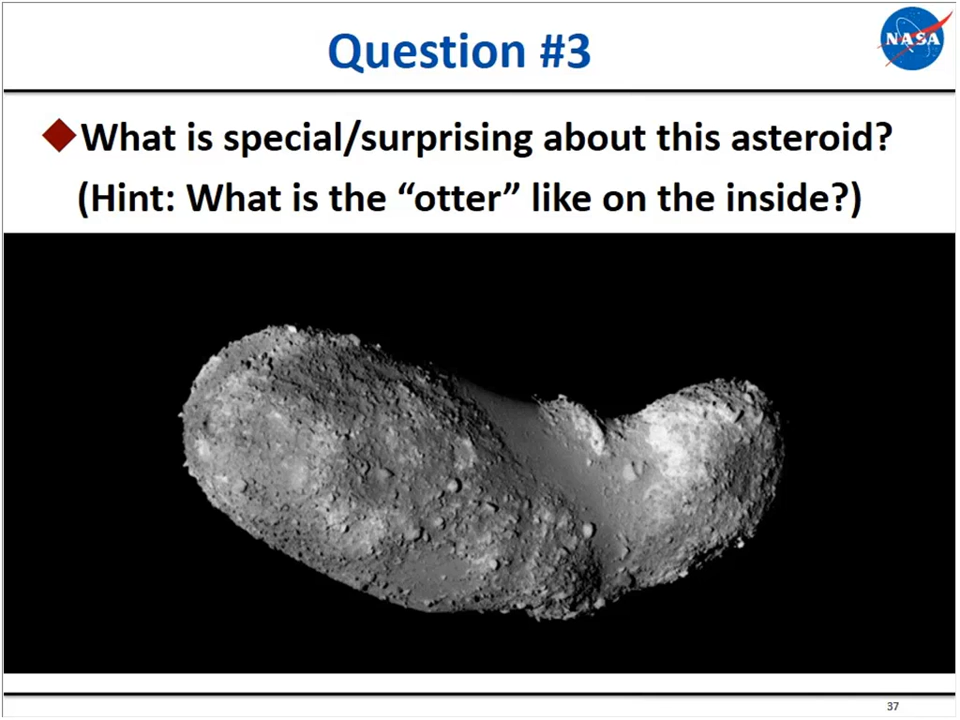 Question #3
NASA
What is special/surprising about this asteroid?
(Hint: What is the “otter” like on the inside?)
37